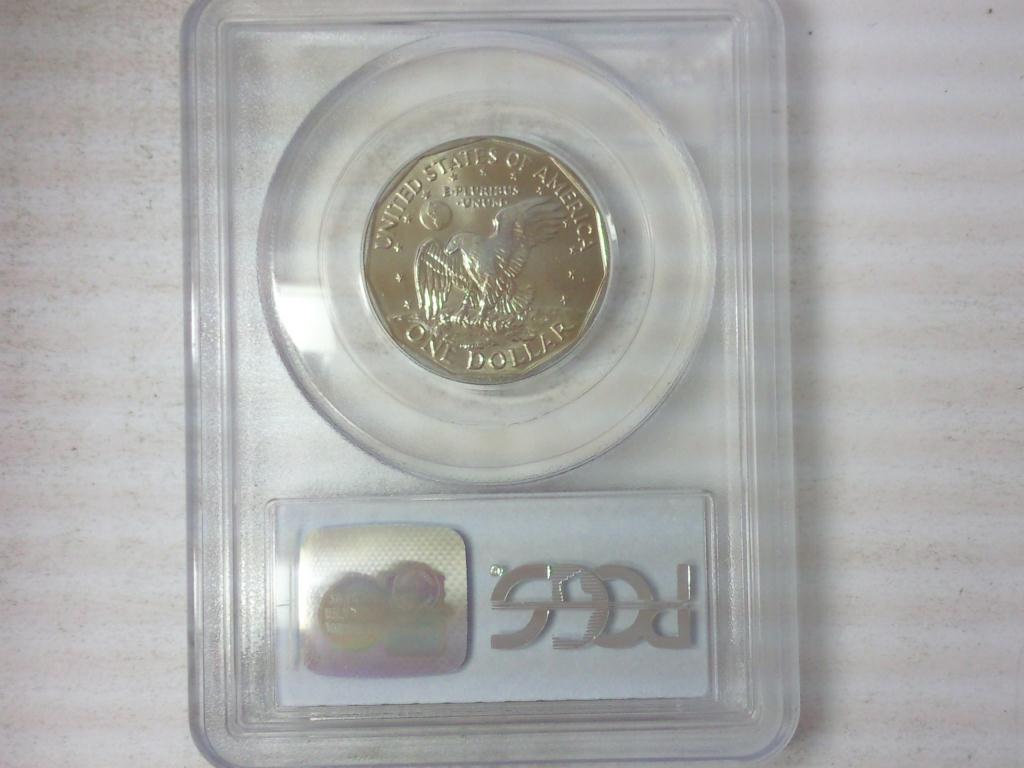 UNITED STATES OF AMERICA
E·PLURIBUS
UNUM
ONE DOLLAR
PCGS